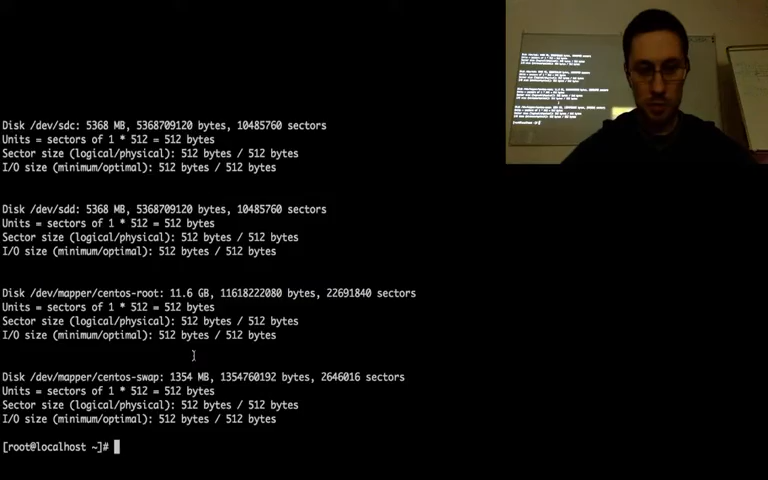 Disk /dev/sdc: 5368 MB, 5368709120 bytes, 10485760 sectors
Units = sectors of 1 * 512 = 512 bytes
Sector size (logical/physical): 512 bytes / 512 bytes
I/O size (minimum/optimal): 512 bytes / 512 bytes
Disk /dev/sdd: 5368 MB, 5368709120 bytes, 10485760 sectors
Units = sectors of 1 * 512 = 512 bytes
Sector size (logical/physical): 512 bytes / 512 bytes
I/O size (minimum/optimal): 512 bytes / 512 bytes
Disk /dev/mapper/centos-root: 11.6 GB, 11618222080 bytes, 22691840 sectors
Units = sectors of 1 * 512 = 512 bytes
Sector size (logical/physical): 512 bytes / 512 bytes
I/O size (minimum/optimal): 512 bytes / 512 bytes
Disk /dev/mapper/centos-swap: 1354 MB, 1354760192 bytes, 2646016 sectors
Units = sectors of 1 * 512 = 512 bytes
Sector size (logical/physical): 512 bytes / 512 bytes
I/O size (minimum/optimal): 512 bytes / 512 bytes
[root@localhost ~]#